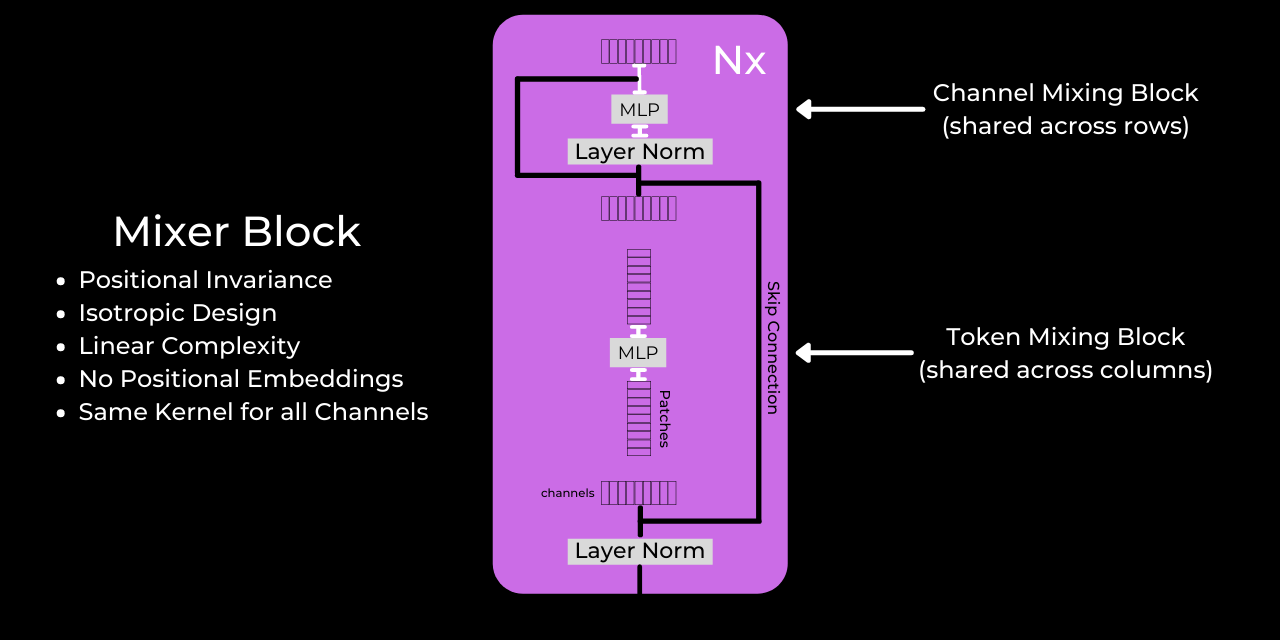 Mixer Block
Positional Invariance
Isotropic Design
Linear Complexity
No Positional Embeddings
Same Kernel for all Channels
Nx
MLP
Layer Norm
MLP
Patches
Skip Connection
channels
Layer Norm
Channel Mixing Block
(shared across rows)
Token Mixing Block
(shared across columns)